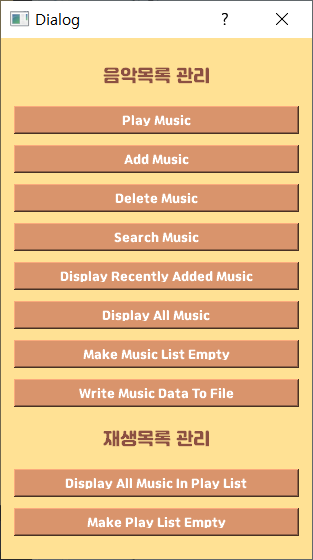 Dialog
?
음악목록 관리
Play Music
Add Music
Delete Music
Search Music
Display Recently Added Music
Display All Music
Make Music List Empty
Write Music Data To File
재생목록 관리
Display All Music In Play List
Make Play List Empty